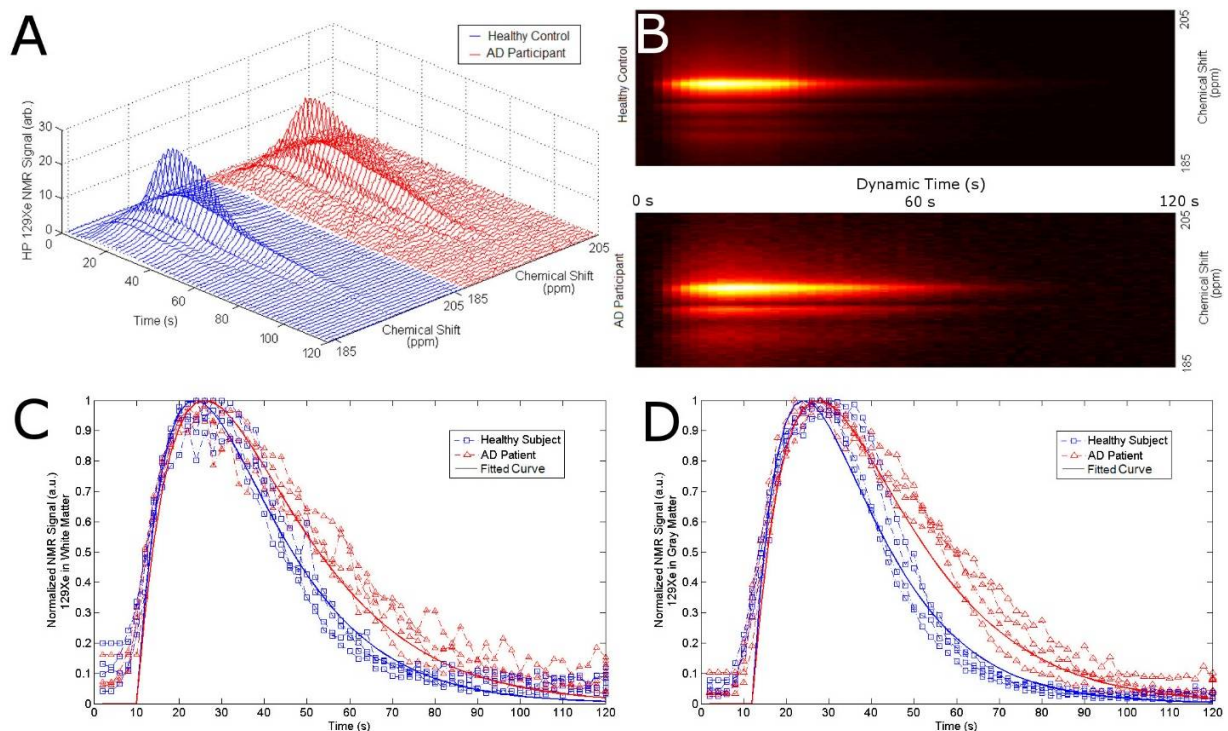 A
Healthy Control
AD Participant
HP 129Xe NMR Signal (arb.)
30
20
10
0
0
20
40
60
80
100
120
Time (s)
185
205
Chemical Shift
(ppm)
185
205
Chemical Shift
(ppm)
B
Healthy Control
205
Chemical Shift
(ppm)
185
Dynamic Time (s)
0 s
60 s
120 s
AD Participant
205
Chemical Shift
(ppm)
185
C
Normalized NMR Signal (a.u.)
129Xe in White Matter
1
0.9
0.8
0.7
0.6
0.5
0.4
0.3
0.2
0.1
0
Healthy Subject
AD Patient
Fitted Curve
0 10 20 30 40 50 60 70 80 90 100 110 120
Time (s)
D
Normalized NMR Signal (a.u.)
129Xe in Gray Matter
1
0.9
0.8
0.7
0.6
0.5
0.4
0.3
0.2
0.1
0
Healthy Subject
AD Patient
Fitted Curve
0 10 20 30 40 50 60 70 80 90 100 110 120
Time (s)